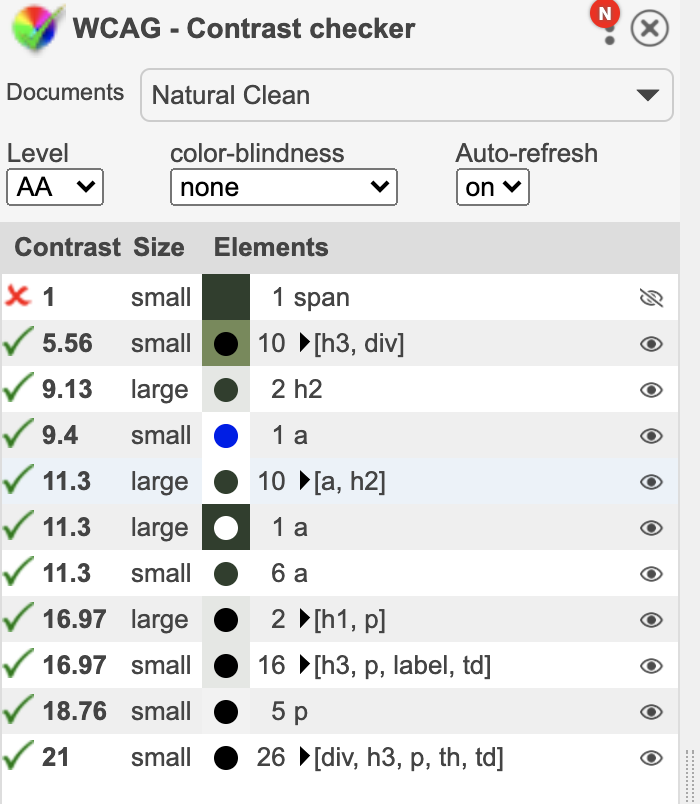 WCAG - Contrast checker
N
Documents Natural Clean
Level color-blindness Auto-refresh
AA none on
Contrast Size Elements
1 small 1 span
5.56 small 10 [h3, div]
9.13 large 2 h2
9.4 small 1 a
11.3 large 10 [a, h2]
11.3 large 1 a
11.3 small 6 a
16.97 large 2 [h1, p]
16.97 small 16 [h3, p, label, td]
18.76 small 5 p
21 small 26 [div, h3, p, th, td]